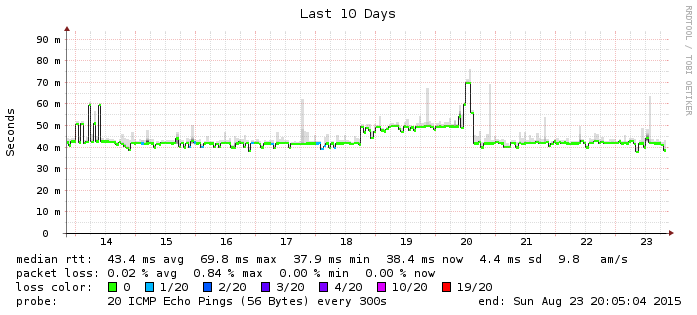 Last 10 Days
RRDTOOL / TOBI OETIKER
Seconds
90 m
80 m
70 m
60 m
50 m
40 m
30 m
20 m
10 m
0
14 15 16 17 18 19 20 21 22 23
median rtt: 43.4 ms avg 69.8 ms max 37.9 ms min 38.4 ms now 4.4 ms sd 9.8 am/s
packet loss: 0.02 % avg 0.84 % max 0.00 % min 0.00 % now
loss color: 0 1/20 2/20 3/20 4/20 10/20 19/20
probe: 20 ICMP Echo Pings (56 Bytes) every 300s end: Sun Aug 23 20:05:04 2015